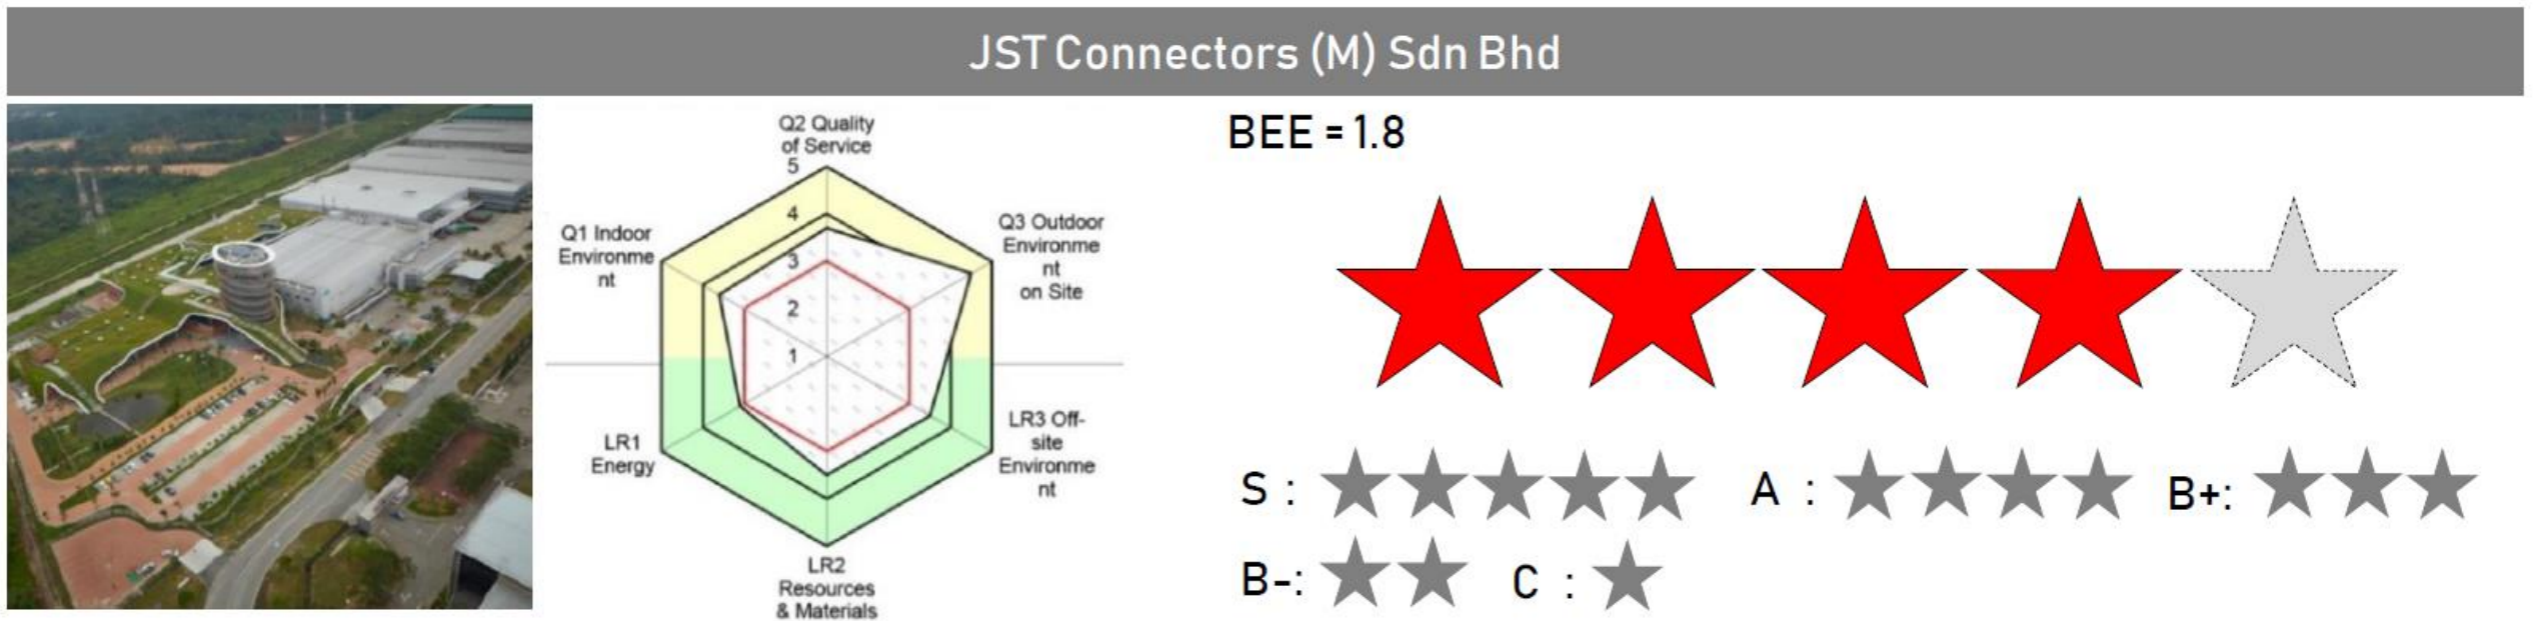 JST Connectors (M) Sdn Bhd
Q2 Quality
of Service
5
4
3
2
1
Q1 Indoor
Environme
nt
Q3 Outdoor
Environme
nt
on Site
LR1
Energy
LR3 Off-
site
Environme
nt
LR2
Resources
& Materials
BEE = 1.8
S :
A :
B+:
B-:
C :